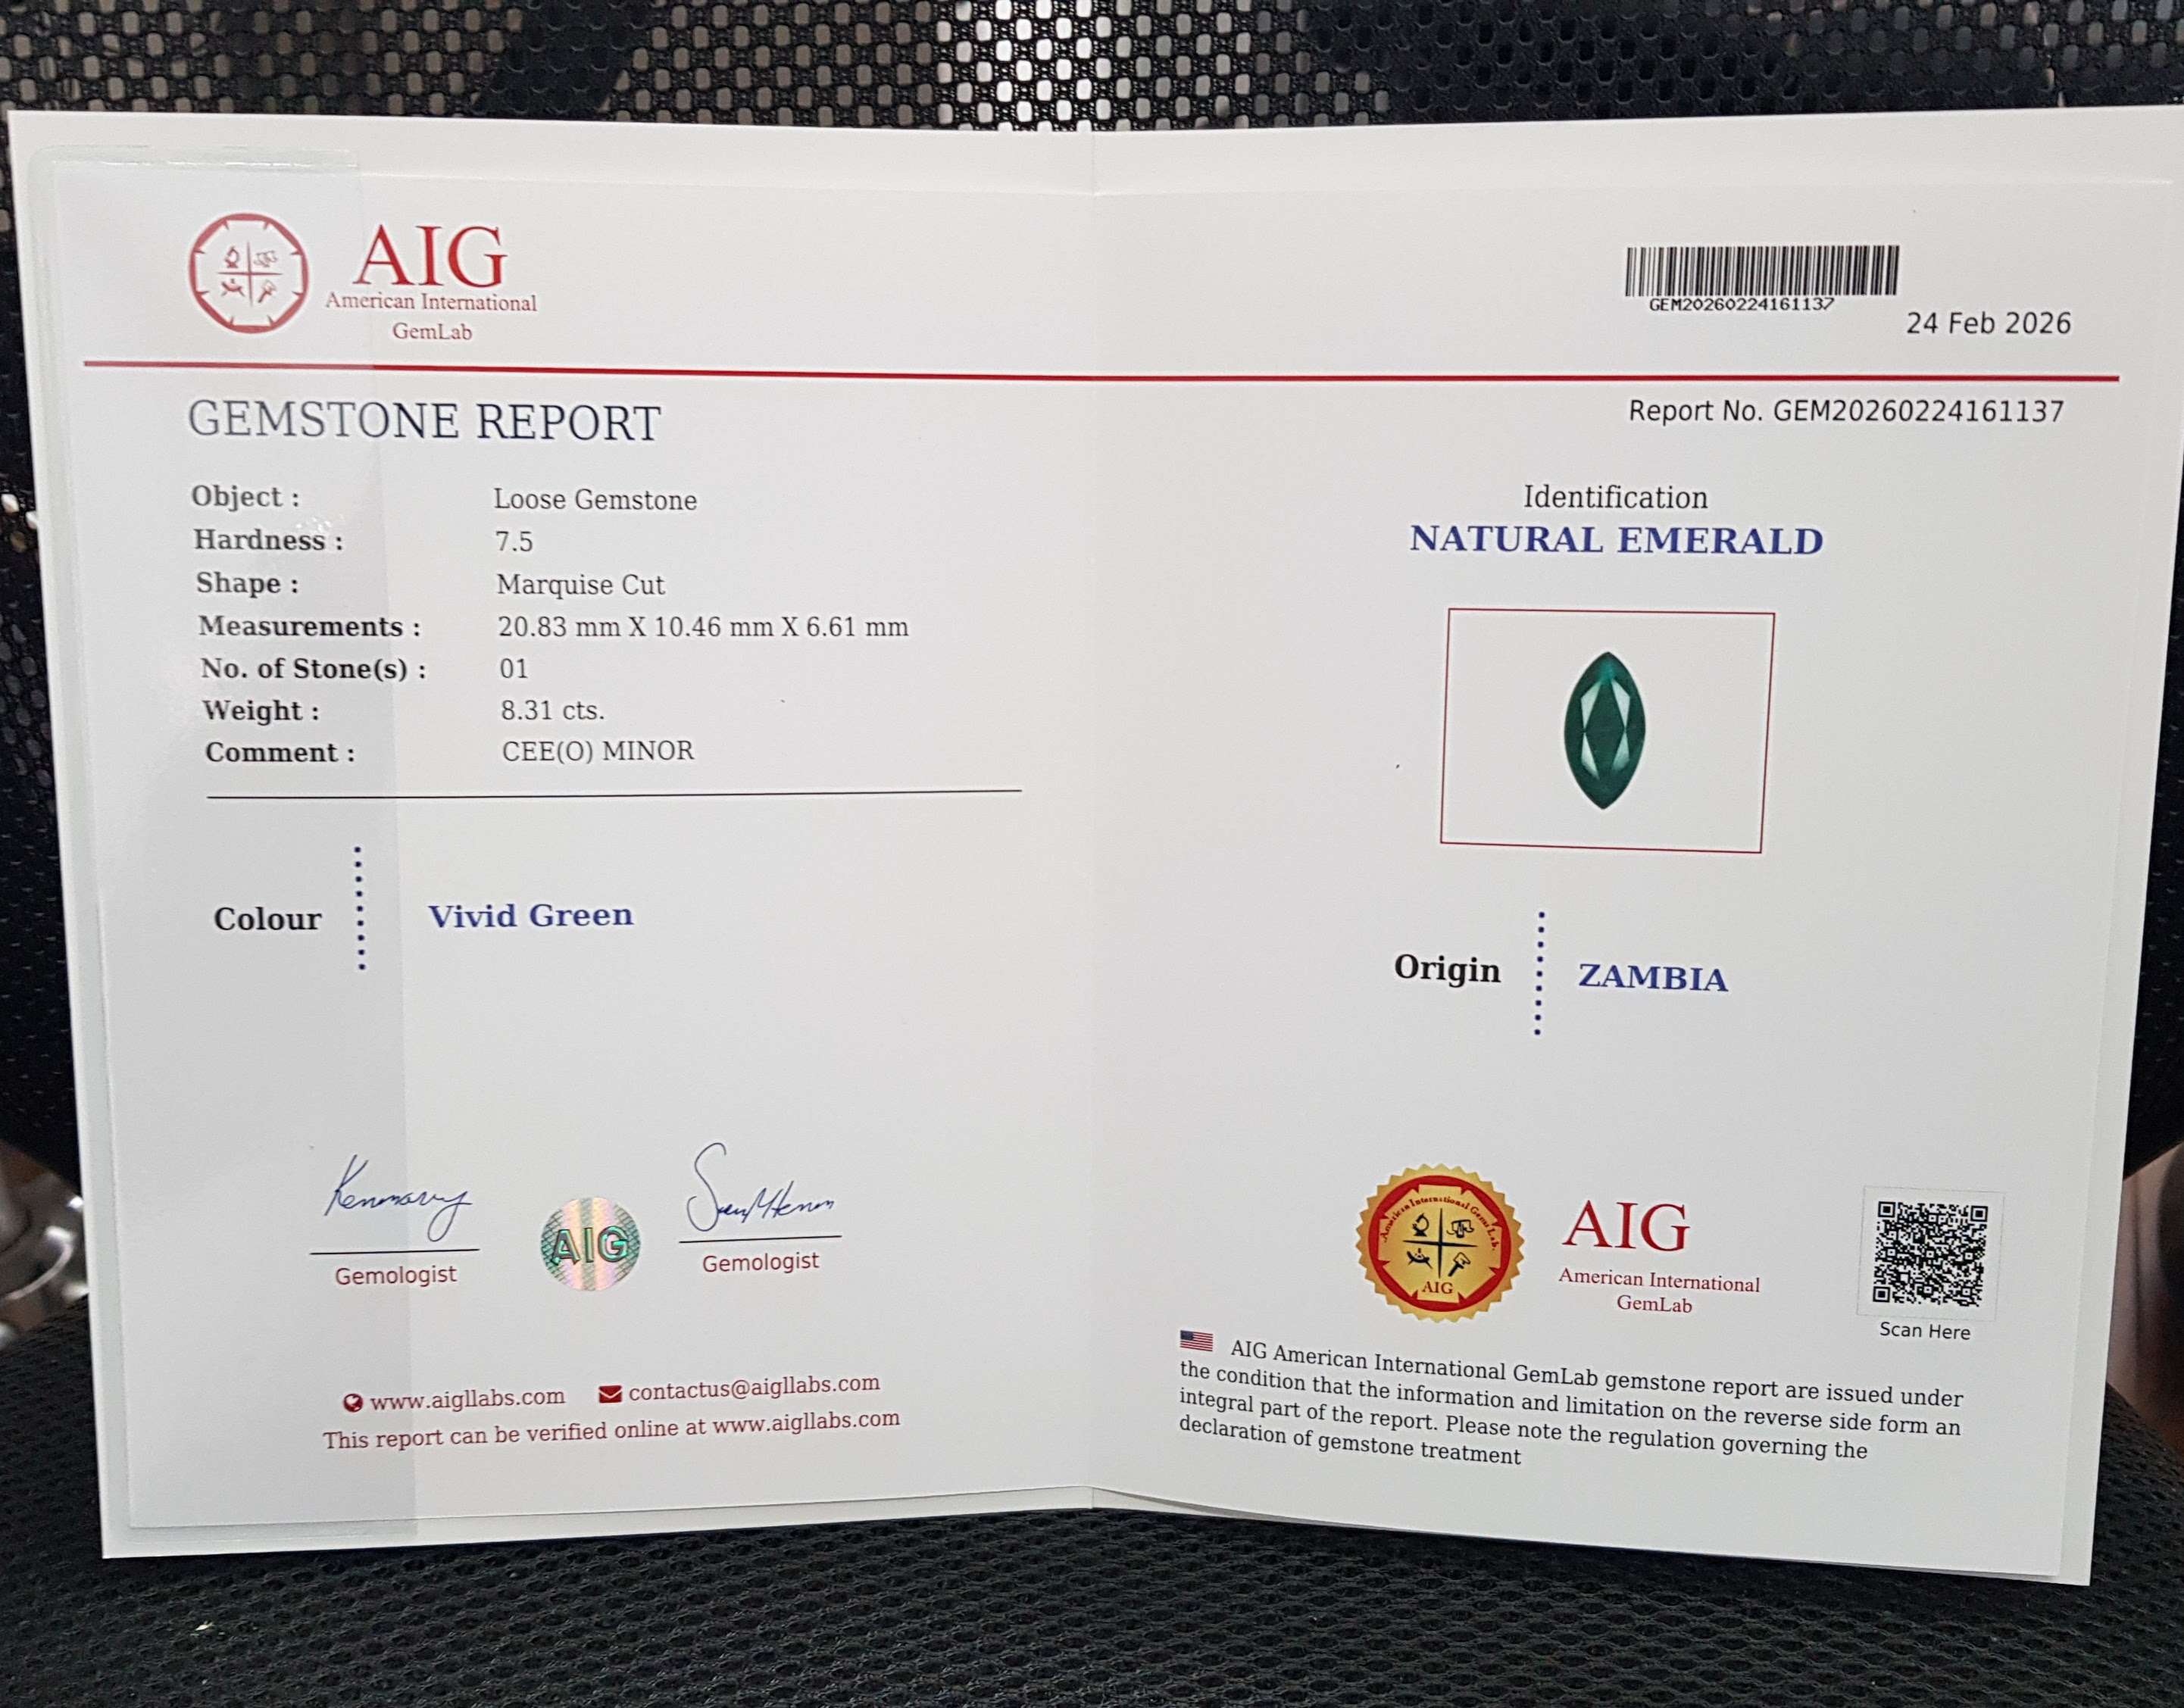 AIG
American International
GemLab
GEM20260224161137
24 Feb 2026
GEMSTONE REPORT
Report No. GEM20260224161137
Object : Loose Gemstone
Hardness : 7.5
Shape : Marquise Cut
Measurements : 20.83 mm X 10.46 mm X 6.61 mm
No. of Stone(s) : 01
Weight : 8.31 cts.
Comment : CEE(O) MINOR
Colour Vivid Green
Identification
NATURAL EMERALD
Origin ZAMBIA
Gemologist
AIG
Gemologist
www.aigllabs.com contactus@aigllabs.com
This report can be verified online at www.aigllabs.com
American International Gem Lab
AIG
AIG
American International
GemLab
Scan Here
AIG American International GemLab gemstone report are issued under
the condition that the information and limitation on the reverse side form an
integral part of the report. Please note the regulation governing the
declaration of gemstone treatment